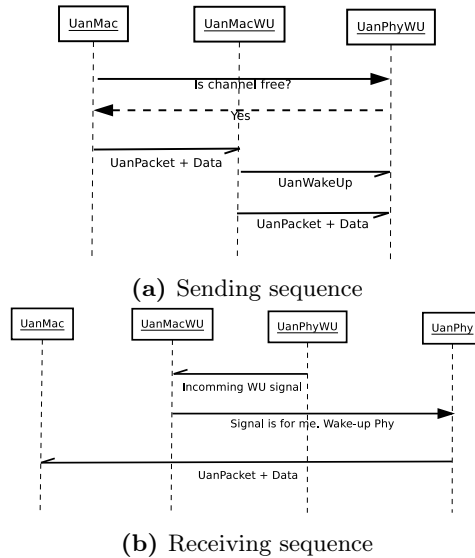 UanMac UanMacWU UanPhyWU
Is channel free?
Yes
UanPacket + Data
UanWakeUp
UanPacket + Data
(a) Sending sequence
UanMac UanMacWU UanPhyWU UanPhy
Incomming WU signal
Signal is for me. Wake-up Phy
UanPacket + Data
(b) Receiving sequence